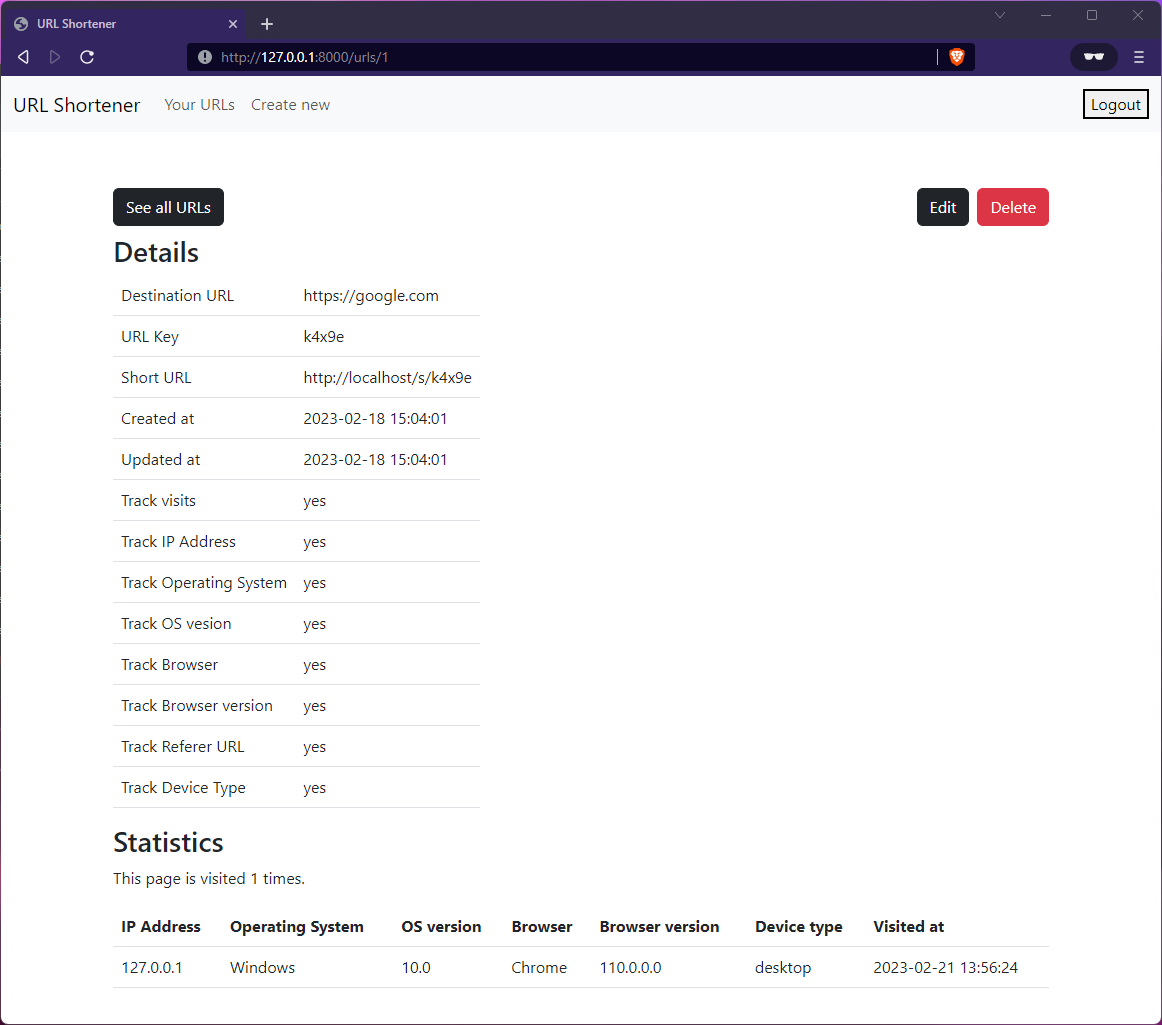 URL Shortener
http://127.0.0.1:8000/urls/1
URL Shortener Your URLs Create new Logout
See all URLs Edit Delete
Details
Destination URL https://google.com
URL Key k4x9e
Short URL http://localhost/s/k4x9e
Created at 2023-02-18 15:04:01
Updated at 2023-02-18 15:04:01
Track visits yes
Track IP Address yes
Track Operating System yes
Track OS vesion yes
Track Browser yes
Track Browser version yes
Track Referer URL yes
Track Device Type yes
Statistics
This page is visited 1 times.
IP Address Operating System OS version Browser Browser version Device type Visited at
127.0.0.1 Windows 10.0 Chrome 110.0.0.0 desktop 2023-02-21 13:56:24